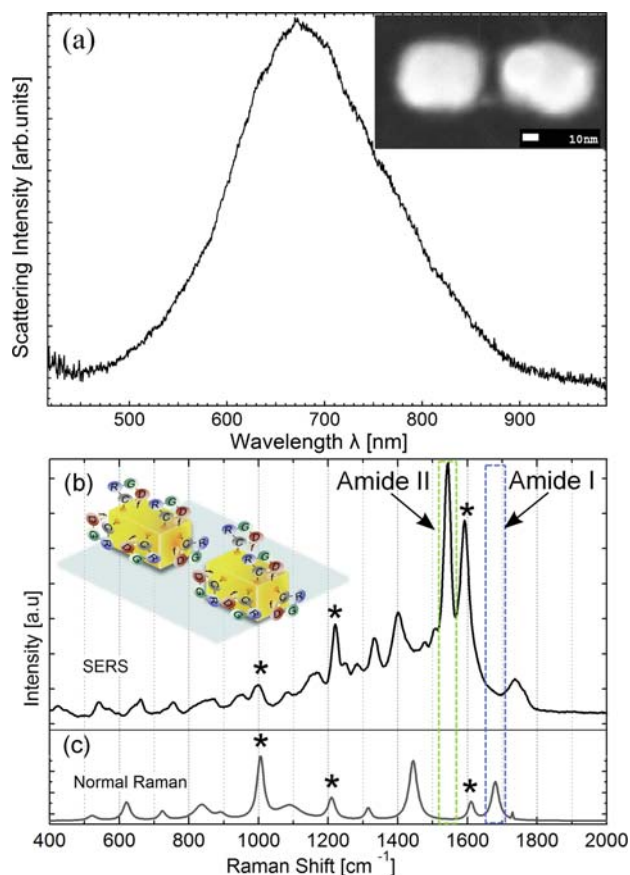 (a)
10nm
Scattering Intensity [arb.units]
500 600 700 800 900
Wavelength λ [nm]
(b)
Amide II
Amide I
*
*
*
SERS
Intensity [a.u]
(c)
*
*
*
Normal Raman
400 600 800 1000 1200 1400 1600 1800 2000
Raman Shift [cm⁻¹]